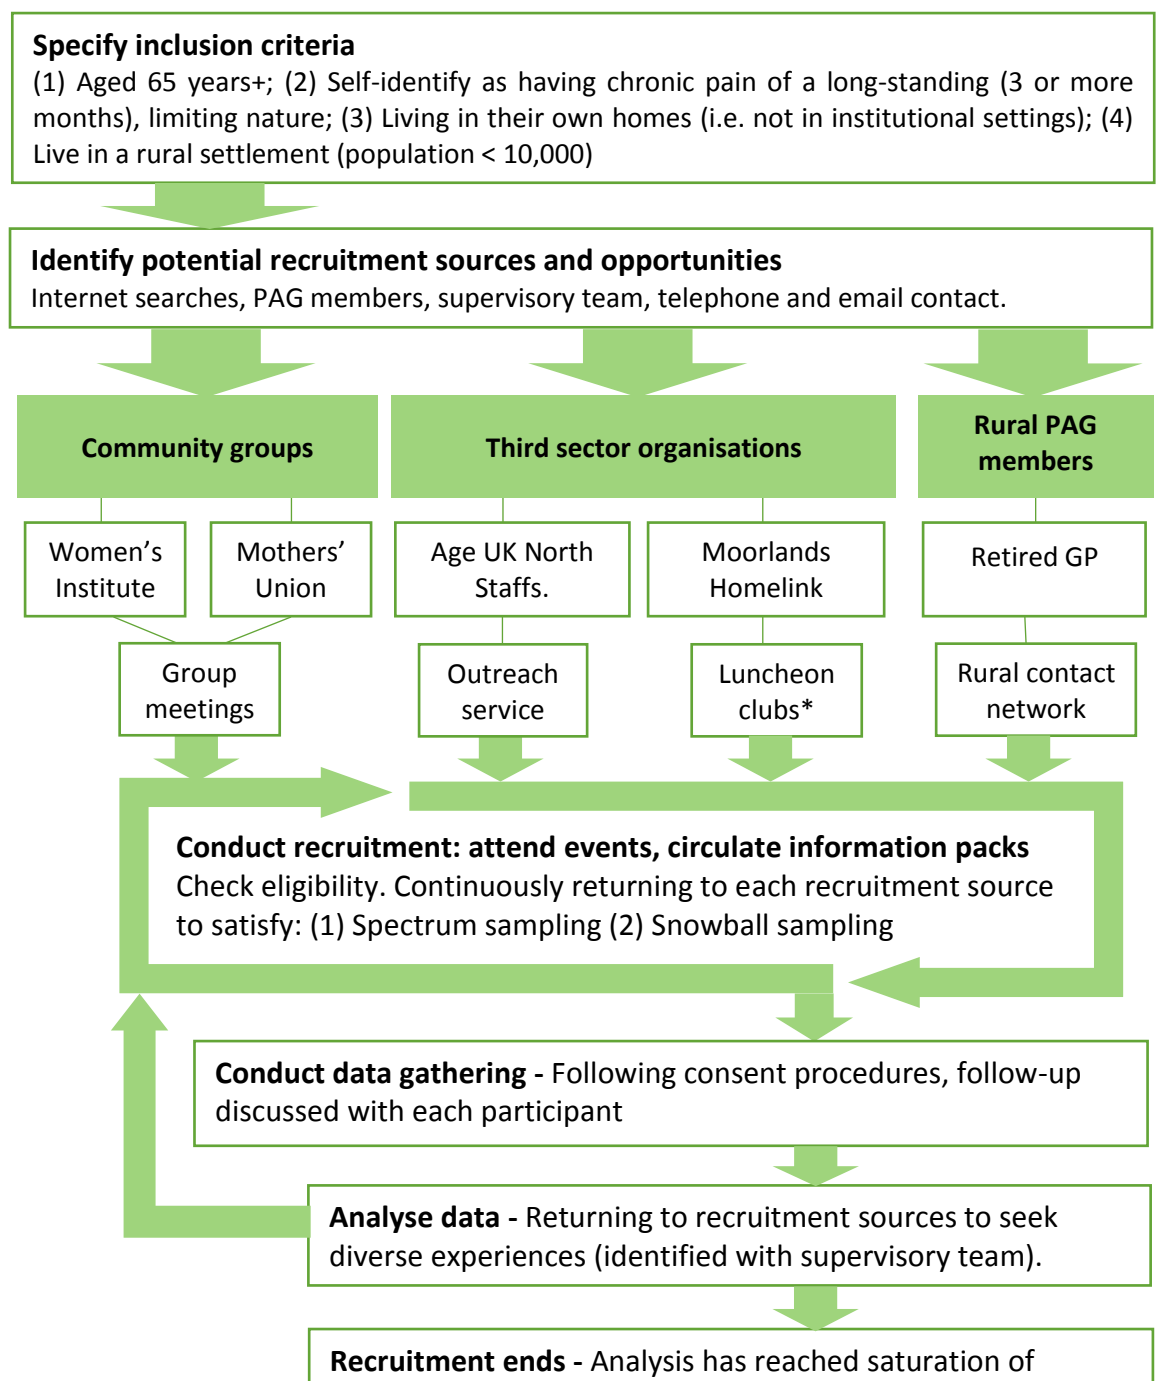 Specify inclusion criteria
(1) Aged 65 years+; (2) Self-identify as having chronic pain of a long-standing (3 or more
months), limiting nature; (3) Living in their own homes (i.e. not in institutional settings); (4)
Live in a rural settlement (population < 10,000)
Identify potential recruitment sources and opportunities
Internet searches, PAG members, supervisory team, telephone and email contact.
Community groups
Third sector organisations
Rural PAG
members
Women’s
Institute
Mothers’
Union
Age UK North
Staffs.
Moorlands
Homelink
Retired GP
Group
meetings
Outreach
service
Luncheon
clubs*
Rural contact
network
Conduct recruitment: attend events, circulate information packs
Check eligibility. Continuously returning to each recruitment source
to satisfy: (1) Spectrum sampling (2) Snowball sampling
Conduct data gathering - Following consent procedures, follow-up
discussed with each participant
Analyse data - Returning to recruitment sources to seek
diverse experiences (identified with supervisory team).
Recruitment ends - Analysis has reached saturation of